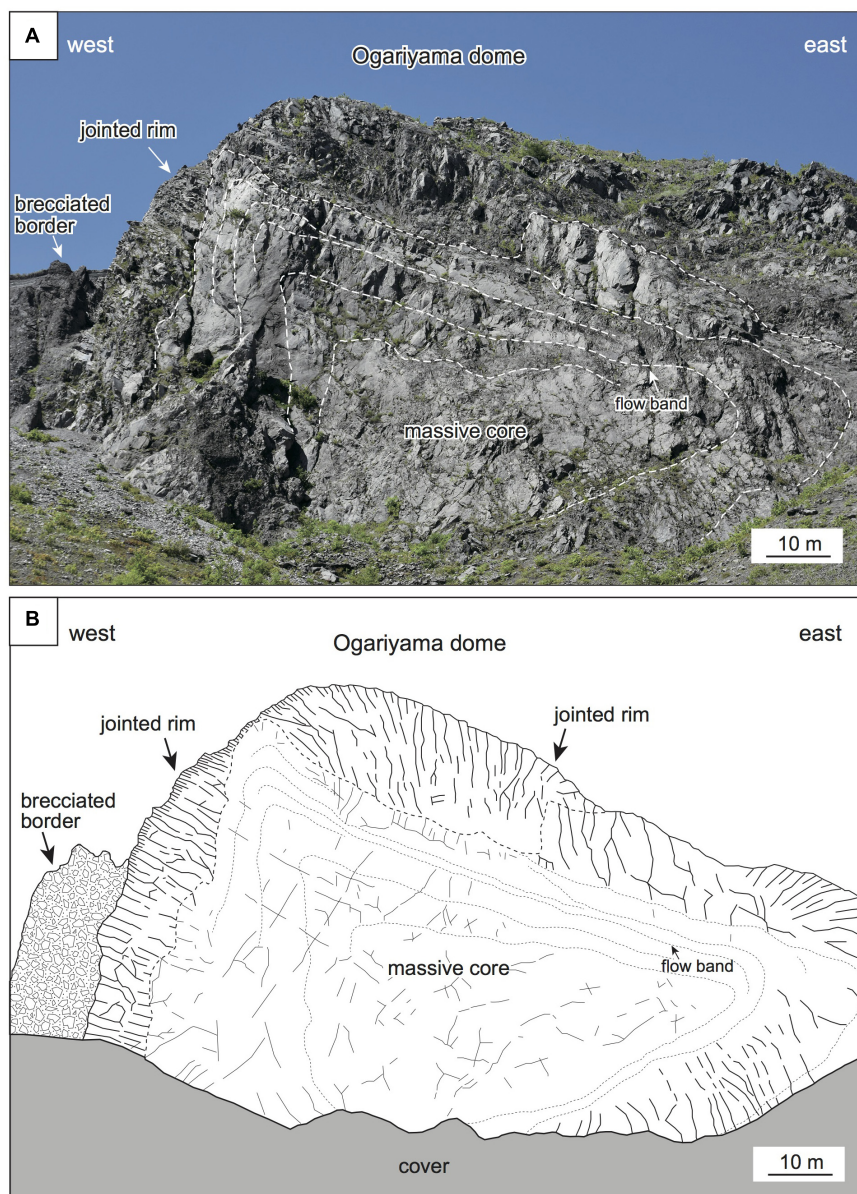 A
west
Ogariyama dome
east
jointed rim
brecciated
border
flow band
massive core
10 m
B
west
Ogariyama dome
east
jointed rim
jointed rim
brecciated
border
massive core
flow band
cover
10 m